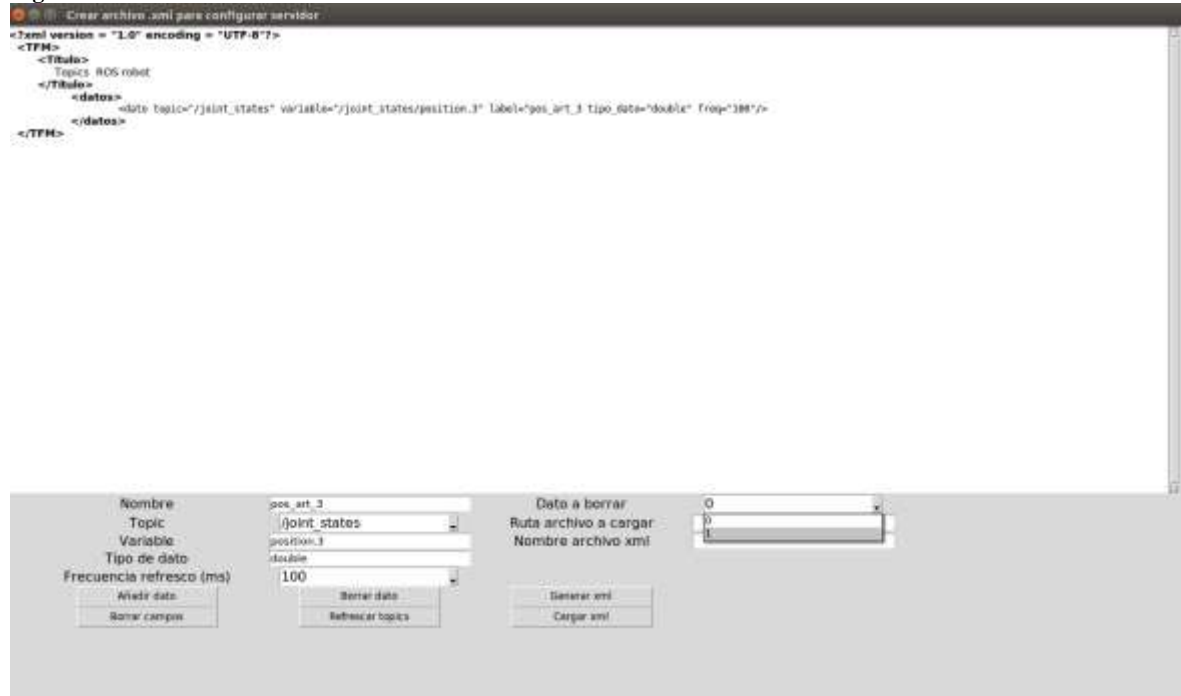 Crear archivo .xml para configurar servidor
<?xml version = "1.0" encoding = "UTF-8"?>
<TFM>
<Titulo>
Topics ROS robot
</Titulo>
<datos>
<dato topic="/joint_states" variable="/joint_states/position.3" label="pos_art_3 tipo_dato="double" freq="100"/>
</datos>
</TFM>
Nombre pos_art_3 Dato a borrar 0
Topic /joint_states Ruta archivo a cargar 0
Variable position.3 Nombre archivo xml 1
Tipo de dato double
Frecuencia refresco (ms) 100
Añadir dato Borrar dato Generar xml
Borrar campos Refrescar topics Cargar xml